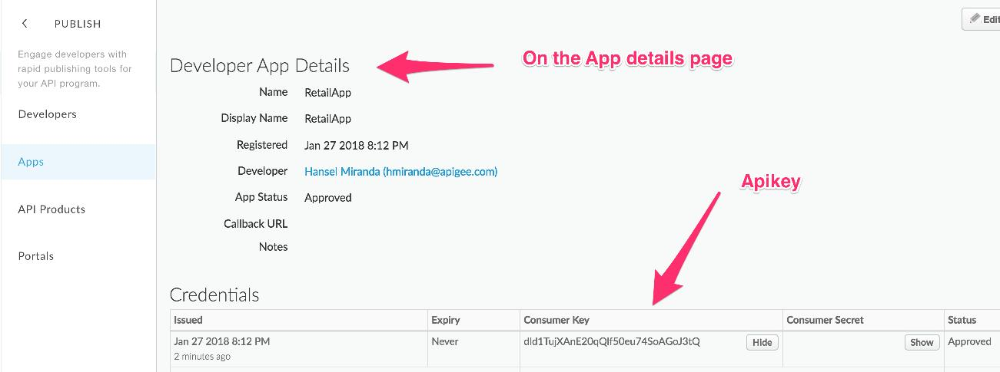 PUBLISH
Edit
Engage developers with
rapid publishing tools for
your API program.
Developers
Apps
API Products
Portals
Developer App Details
On the App details page
Name RetailApp
Display Name RetailApp
Registered Jan 27 2018 8:12 PM
Developer Hansel Miranda (hmiranda@apigee.com)
App Status Approved
Callback URL
Notes
Apikey
Credentials
Issued Expiry Consumer Key Consumer Secret Status
Jan 27 2018 8:12 PM Never dld1TujXAnE20qQlf50eu74SoAGoJ3tQ Hide Show Approved
2 minutes ago